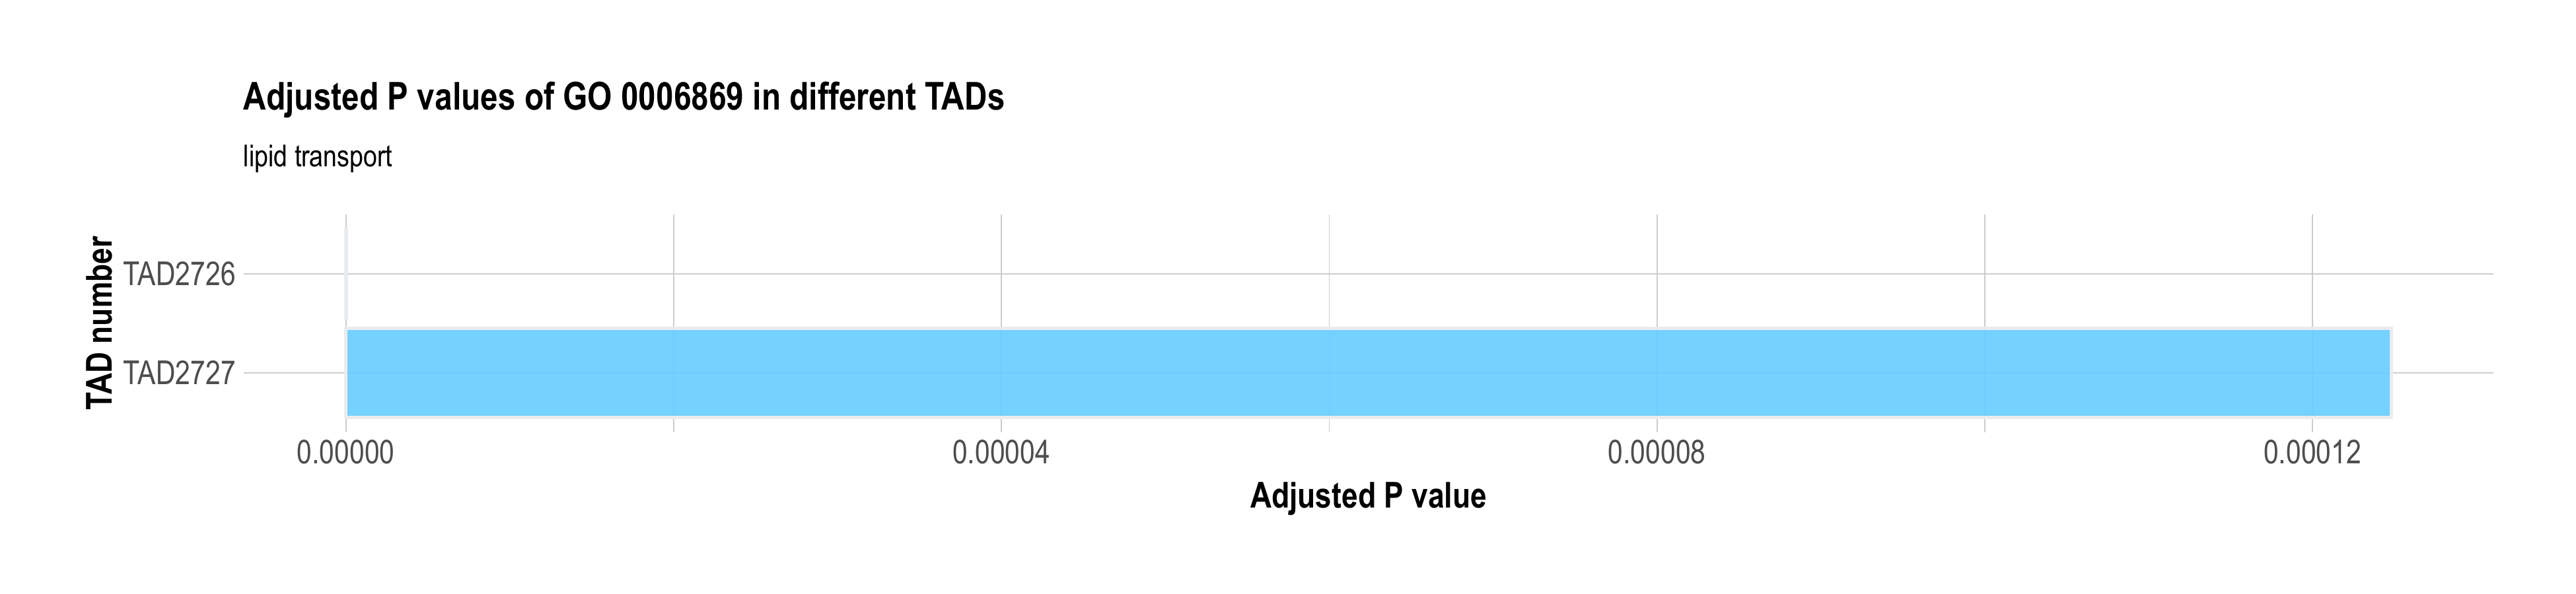 Adjusted P values of GO 0006869 in different TADs
lipid transport
TAD number
TAD2726
TAD2727
0.00000 0.00004 0.00008 0.00012
Adjusted P value